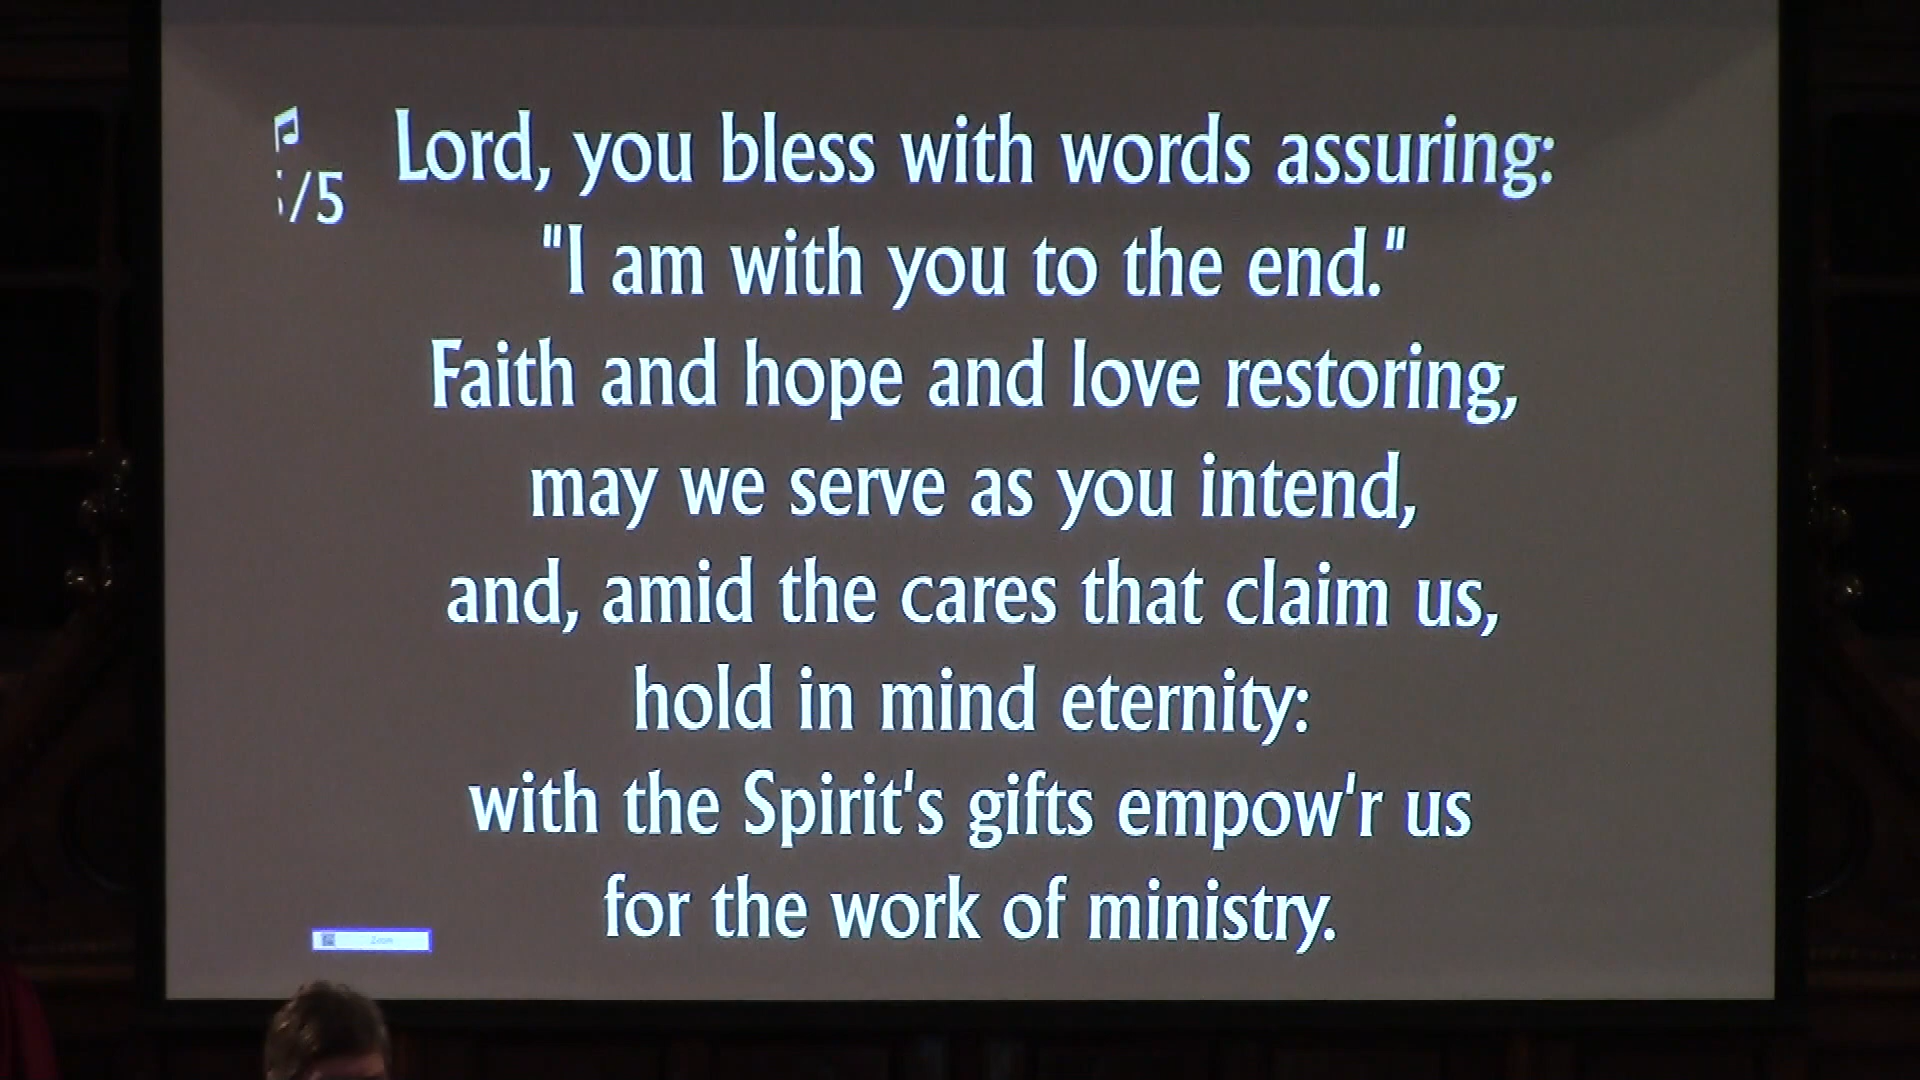 /5
Lord, you bless with words assuring:
"I am with you to the end."
Faith and hope and love restoring,
may we serve as you intend,
and, amid the cares that claim us,
hold in mind eternity:
with the Spirit's gifts empow'r us
for the work of ministry.
Zoom